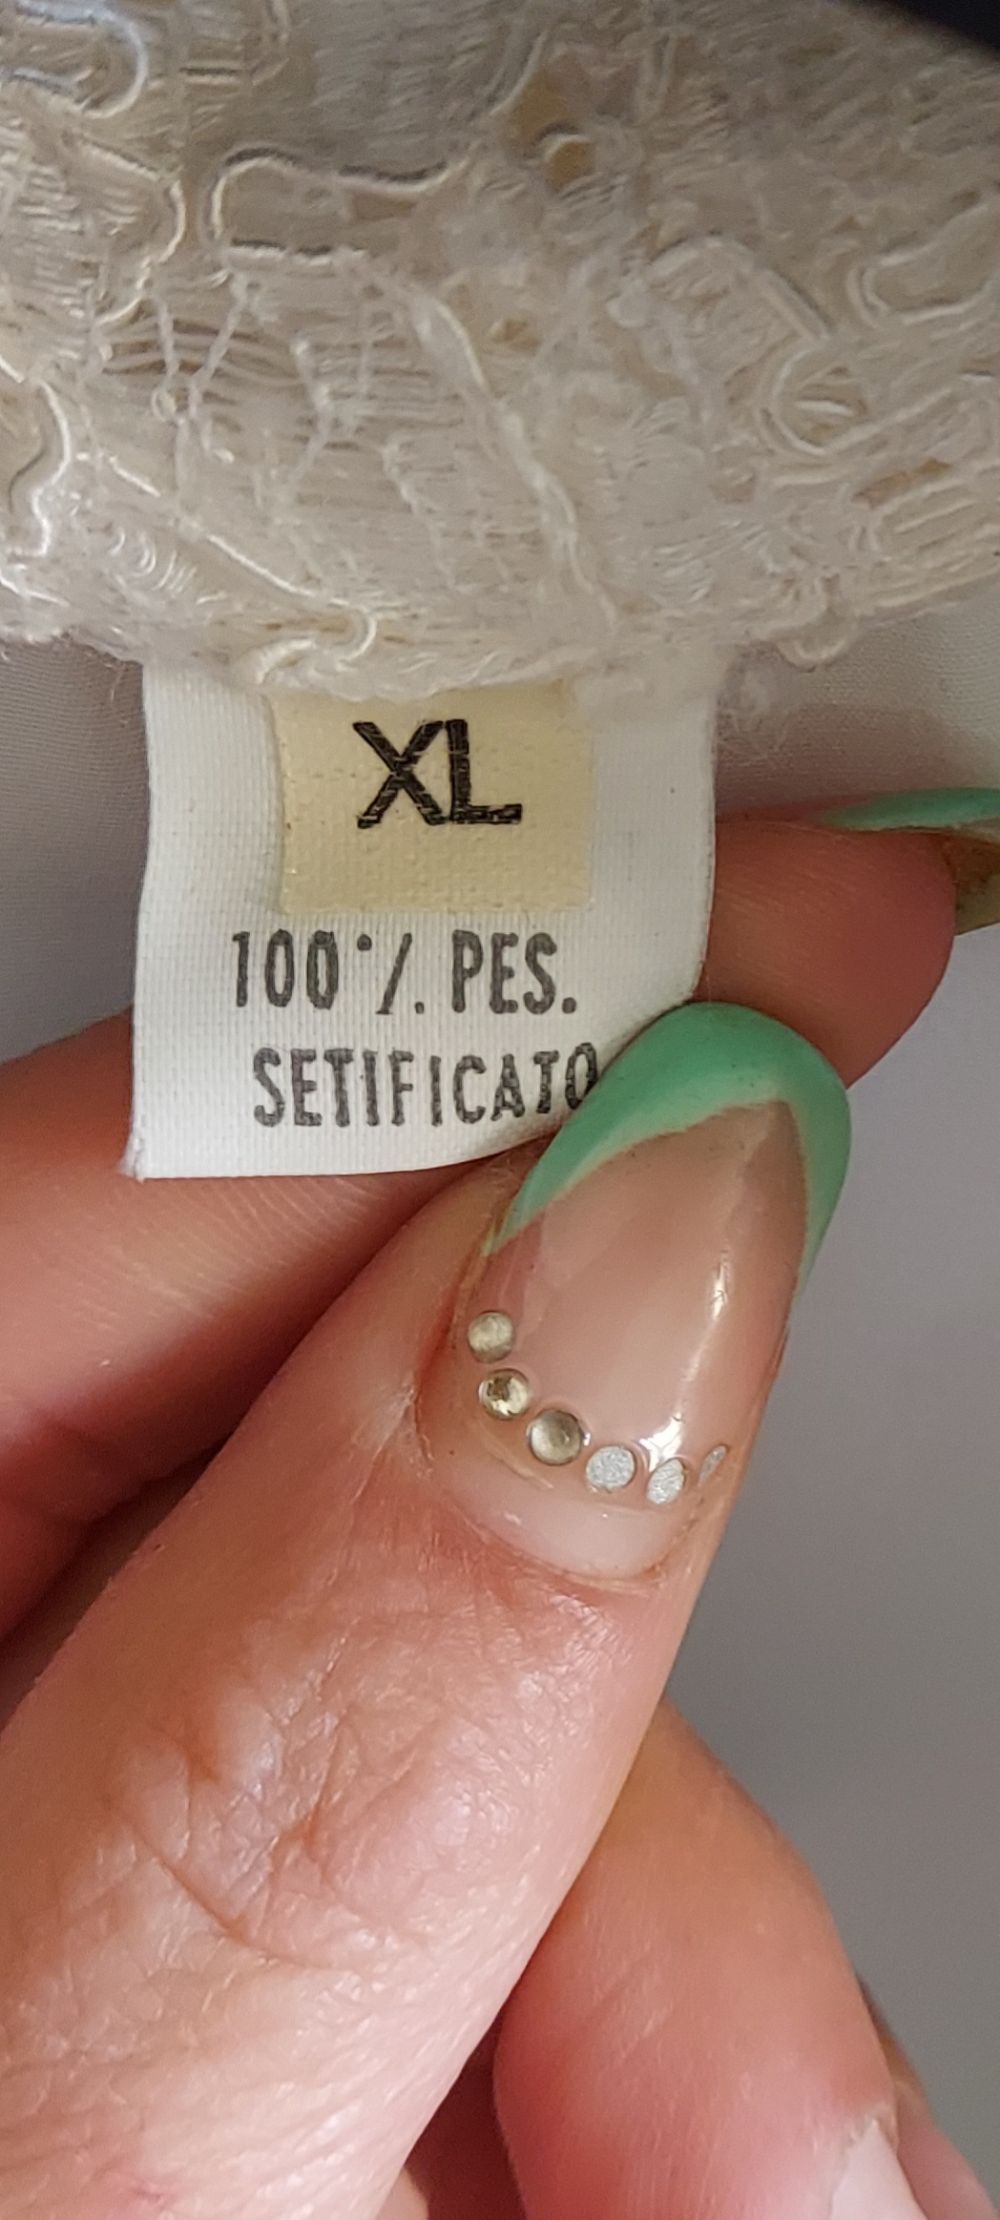 XL
100% PES.
SETIFICATO